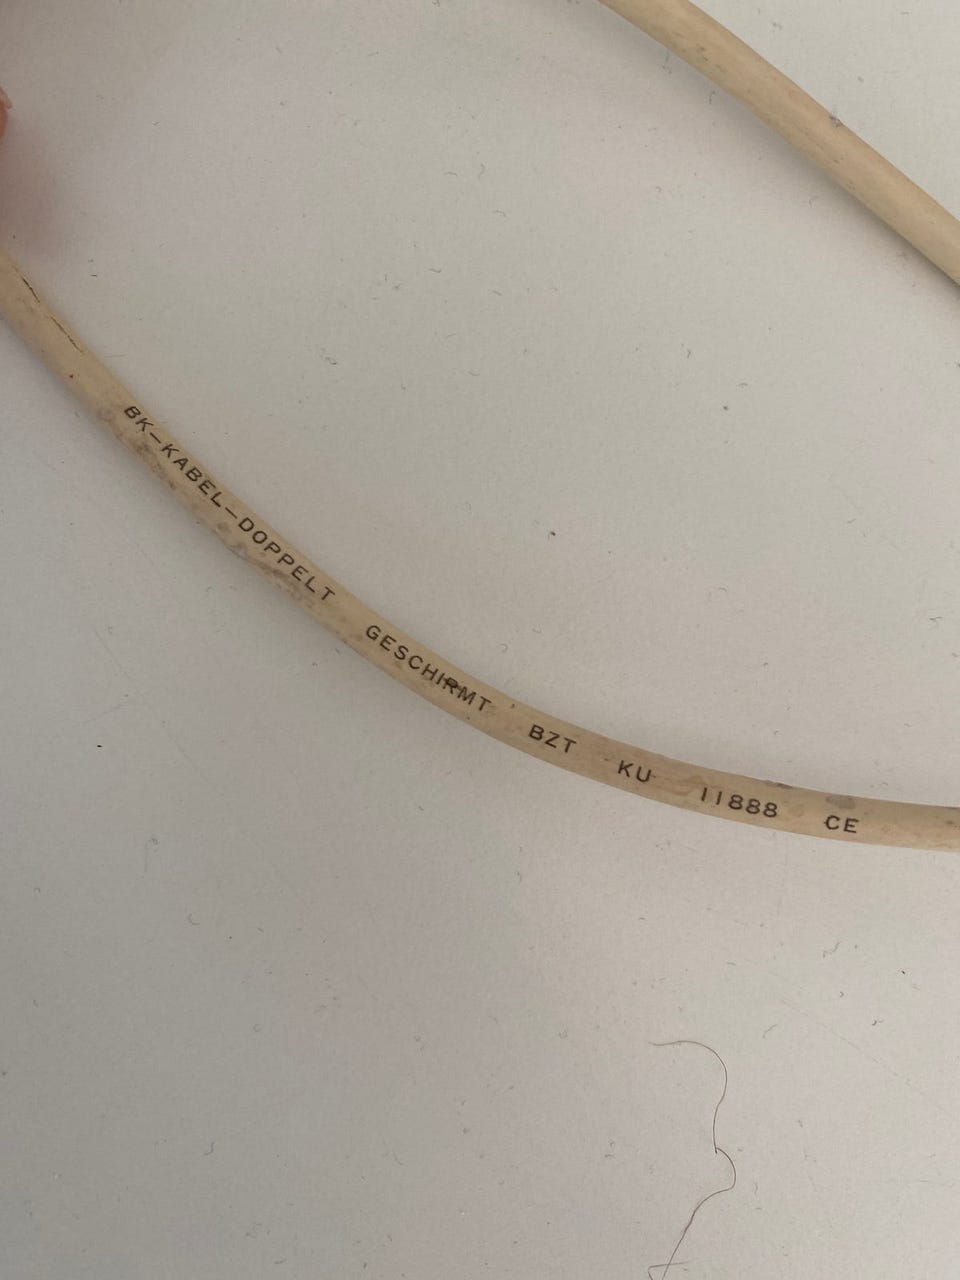 BK-KABEL-DOPPELT GESCHIRMT BZT KU 11888 CE